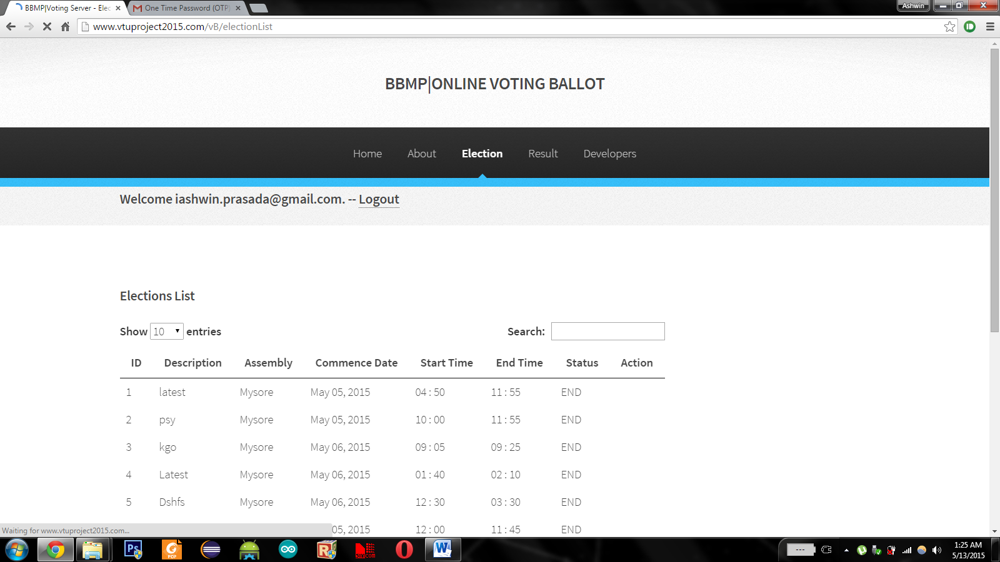 BBMP|Voting Server - Elec
One Time Password (OTP)
Ashwin
www.vtuproject2015.com/vB/electionList
BBMP|ONLINE VOTING BALLOT
Home About Election Result Developers
Welcome iashwin.prasada@gmail.com. -- Logout
Elections List
Show 10 entries Search:
ID Description Assembly Commence Date Start Time End Time Status Action
1 latest Mysore May 05, 2015 04 : 50 11 : 55 END
2 psy Mysore May 05, 2015 10 : 00 11 : 55 END
3 kgo Mysore May 06, 2015 09 : 05 09 : 25 END
4 Latest Mysore May 06, 2015 01 : 40 02 : 10 END
5 Dshfs Mysore May 06, 2015 12 : 30 03 : 30 END
05, 2015 12 : 00 11 : 45 END
Waiting for www.vtuproject2015.com...
Ps PDF R simcom W --- 1:25 AM
5/13/2015